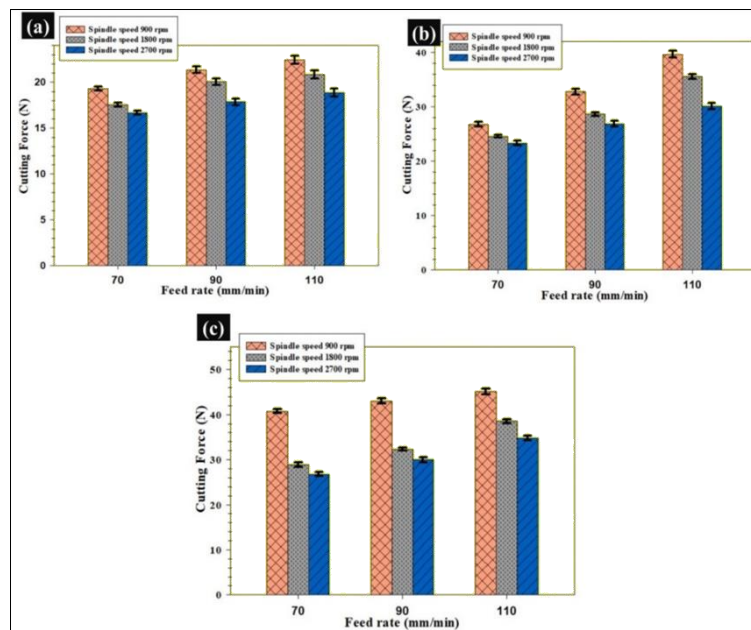 (a)
Spindle speed 900 rpm
Spindle speed 1800 rpm
Spindle speed 2700 rpm
Cutting Force (N)
20
15
10
5
0
70
90
110
Feed rate (mm/min)
(b)
Spindle speed 900 rpm
Spindle speed 1800 rpm
Spindle speed 2700 rpm
Cutting Force (N)
40
30
20
10
0
70
90
110
Feed rate (mm/min)
(c)
Spindle speed 900 rpm
Spindle speed 1800 rpm
Spindle speed 2700 rpm
Cutting Force (N)
50
40
30
20
10
0
70
90
110
Feed rate (mm/min)